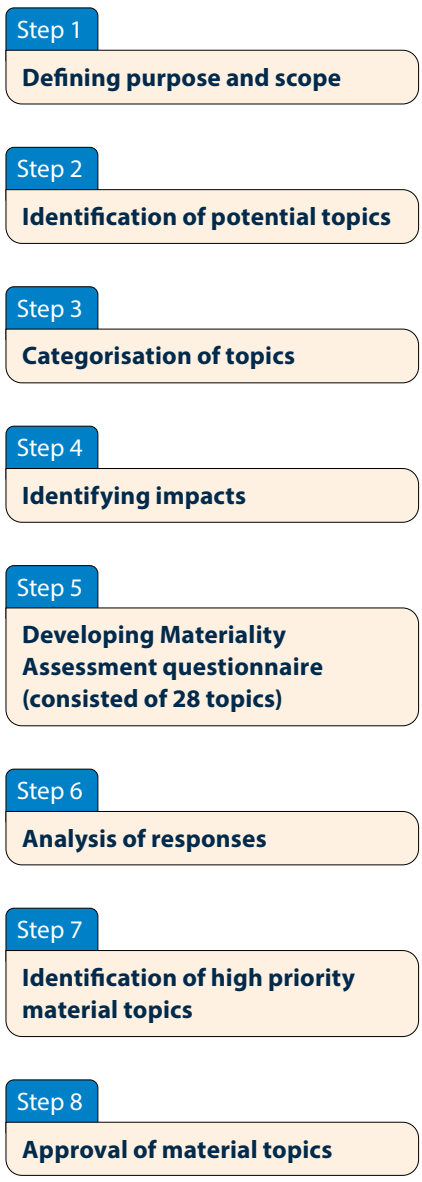 Step 1
Defining purpose and scope
Step 2
Identification of potential topics
Step 3
Categorisation of topics
Step 4
Identifying impacts
Step 5
Developing Materiality
Assessment questionnaire
(consisted of 28 topics)
Step 6
Analysis of responses
Step 7
Identification of high priority
material topics
Step 8
Approval of material topics